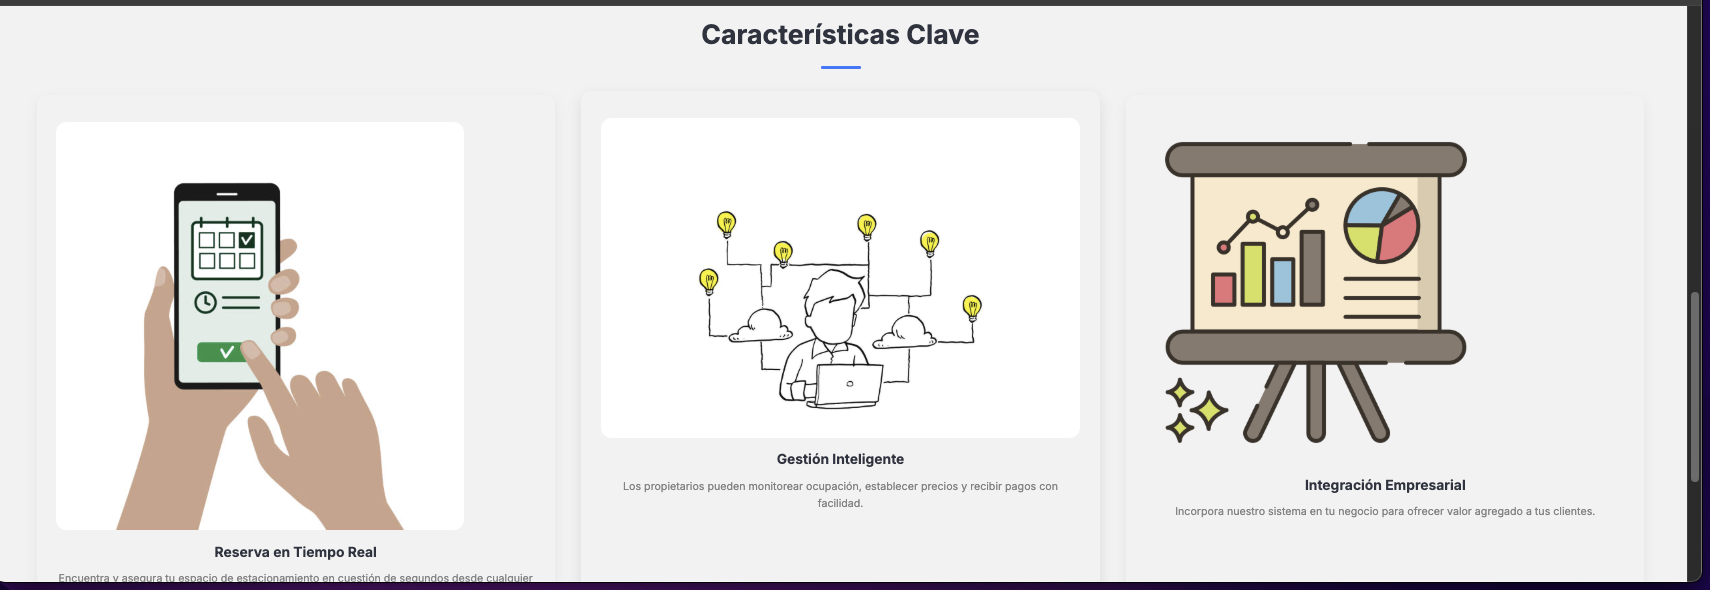 Características Clave
Reserva en Tiempo Real
Encuentra y asegura tu espacio de estacionamiento en cuestión de segundos desde cualquier
Gestión Inteligente
Los propietarios pueden monitorear ocupación, establecer precios y recibir pagos con
facilidad.
Integración Empresarial
Incorpora nuestro sistema en tu negocio para ofrecer valor agregado a tus clientes.